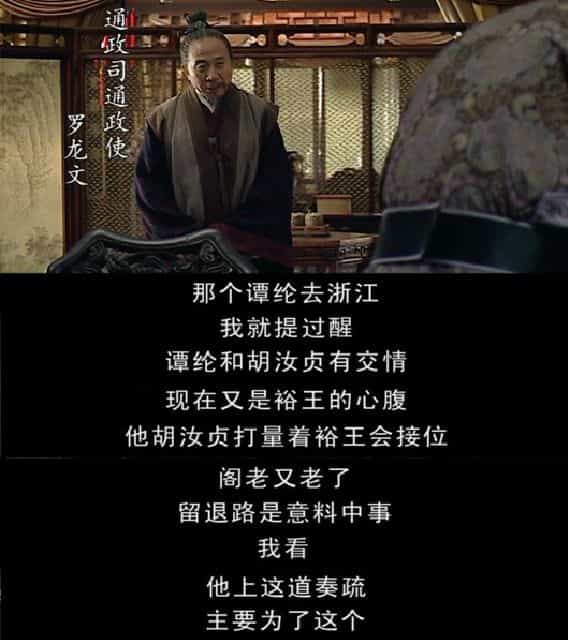 通政司通政使
罗龙文
那个谭纶去浙江
我就提过醒
谭纶和胡汝贞有交情
现在又是裕王的心腹
他胡汝贞打量着裕王会接位
阁老又老了
留退路是意料中事
我看
他上这道奏疏
主要为了这个